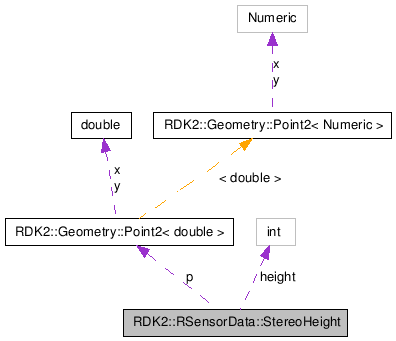 Numeric
x
y
double
RDK2::Geometry::Point2< Numeric >
x
y
< double >
RDK2::Geometry::Point2< double >
int
p
height
RDK2::RSensorData::StereoHeight